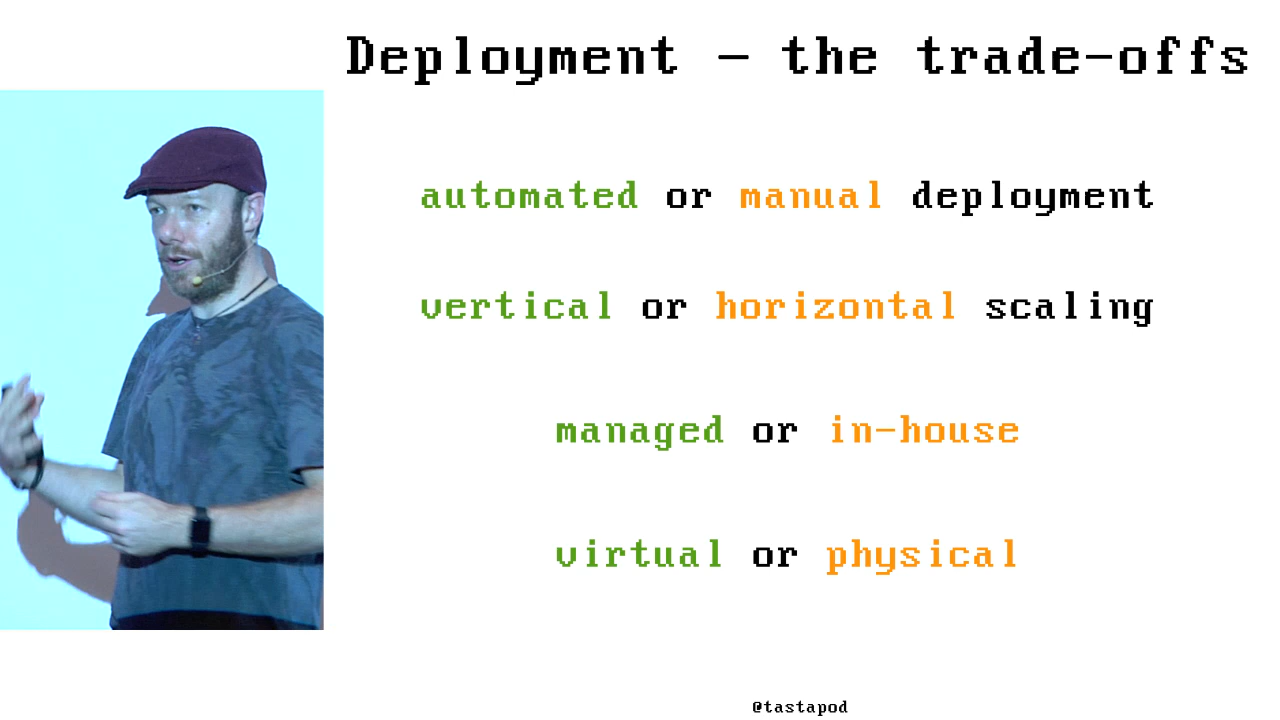 Deployment - the trade-offs
automated or manual deployment
vertical or horizontal scaling
managed or in-house
virtual or physical
@tastapod